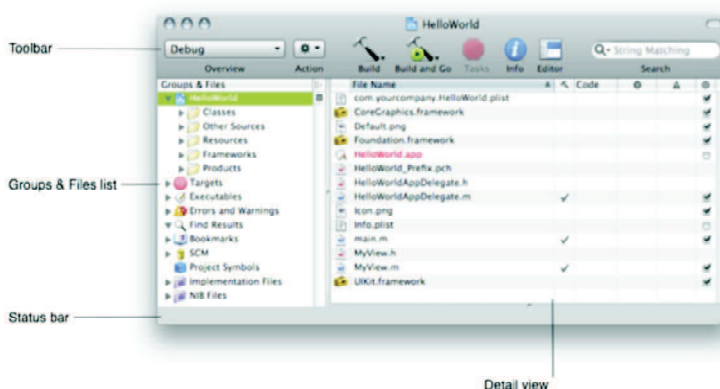 HelloWorld
Toolbar
Debug
String Matching
Overview
Action
Build
Build and Go
Tasks
Info
Editor
Search
Groups & Files
File Name
Code
HelloWorld
Classes
Other Sources
Resources
Frameworks
Products
Targets
Executables
Errors and Warnings
Find Results
Bookmarks
SCM
Project Symbols
Implementation Files
NIB Files
com.yourcompany.HelloWorld.plist
CoreGraphics.framework
Default.png
Foundation.framework
HelloWorld.app
HelloWorld_Prefix.pch
HelloWorldAppDelegate.h
HelloWorldAppDelegate.m
Icon.png
Info.plist
main.m
MyView.h
MyView.m
UIKit.framework
Groups & Files list
Status bar
Detail view